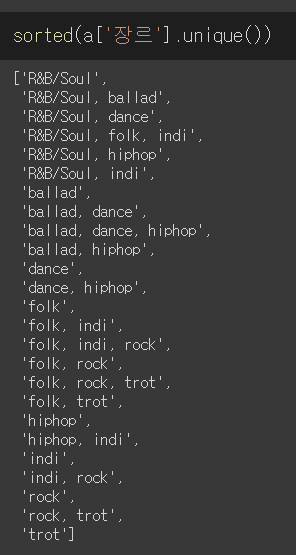 sorted(a['장르'].unique())
['R&B/Soul',
'R&B/Soul, ballad',
'R&B/Soul, dance',
'R&B/Soul, folk, indi',
'R&B/Soul, hiphop',
'R&B/Soul, indi',
'ballad',
'ballad, dance',
'ballad, dance, hiphop',
'ballad, hiphop',
'dance',
'dance, hiphop',
'folk',
'folk, indi',
'folk, indi, rock',
'folk, rock',
'folk, rock, trot',
'folk, trot',
'hiphop',
'hiphop, indi',
'indi',
'indi, rock',
'rock',
'rock, trot',
'trot']